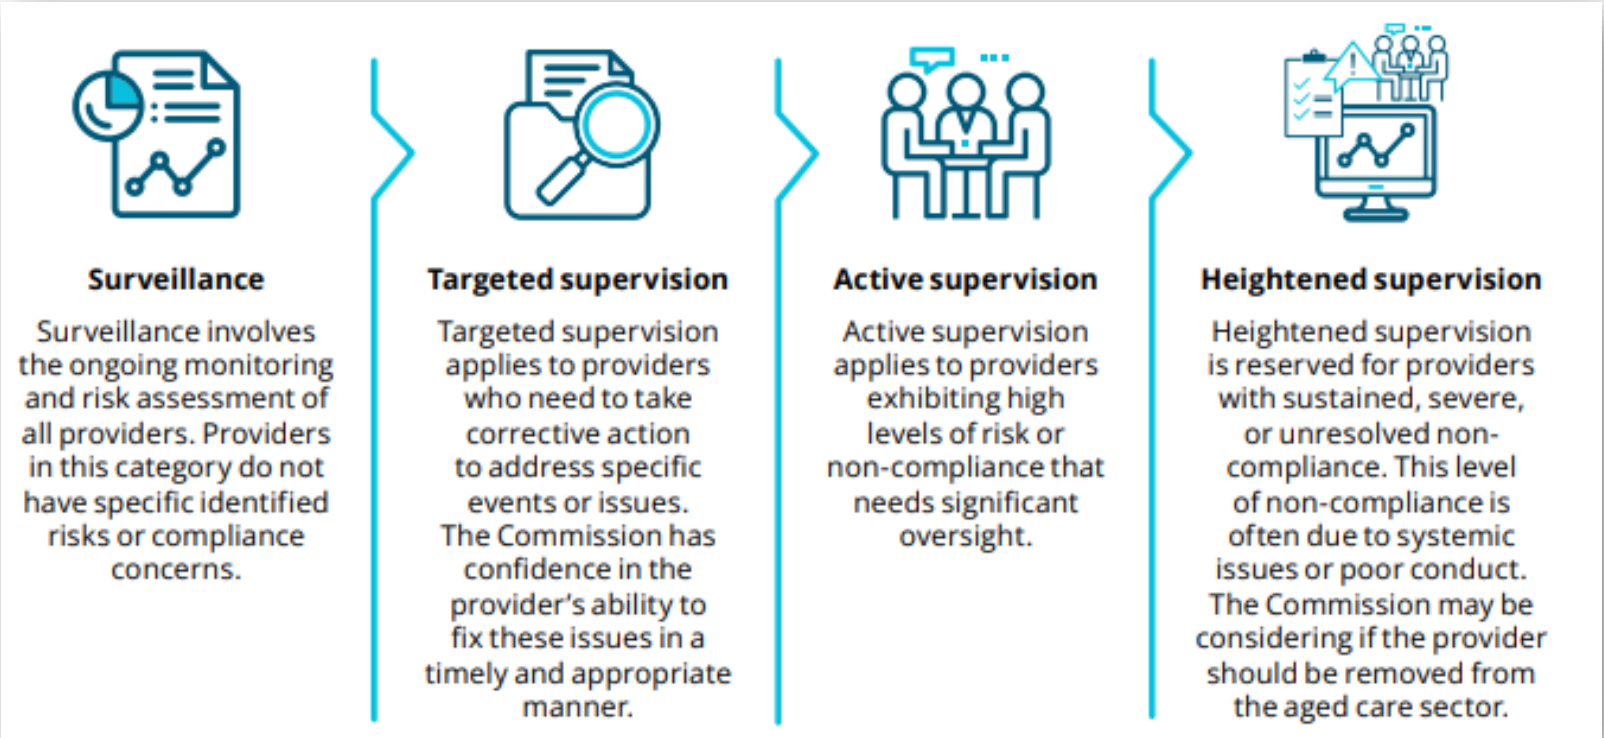 Surveillance
Surveillance involves
the ongoing monitoring
and risk assessment of
all providers. Providers
in this category do not
have specific identified
risks or compliance
concerns.
Targeted supervision
Targeted supervision
applies to providers
who need to take
corrective action
to address specific
events or issues.
The Commission has
confidence in the
provider’s ability to
fix these issues in a
timely and appropriate
manner.
Active supervision
Active supervision
applies to providers
exhibiting high
levels of risk or
non-compliance that
needs significant
oversight.
Heightened supervision
Heightened supervision
is reserved for providers
with sustained, severe,
or unresolved non-
compliance. This level
of non-compliance is
often due to systemic
issues or poor conduct.
The Commission may be
considering if the provider
should be removed from
the aged care sector.